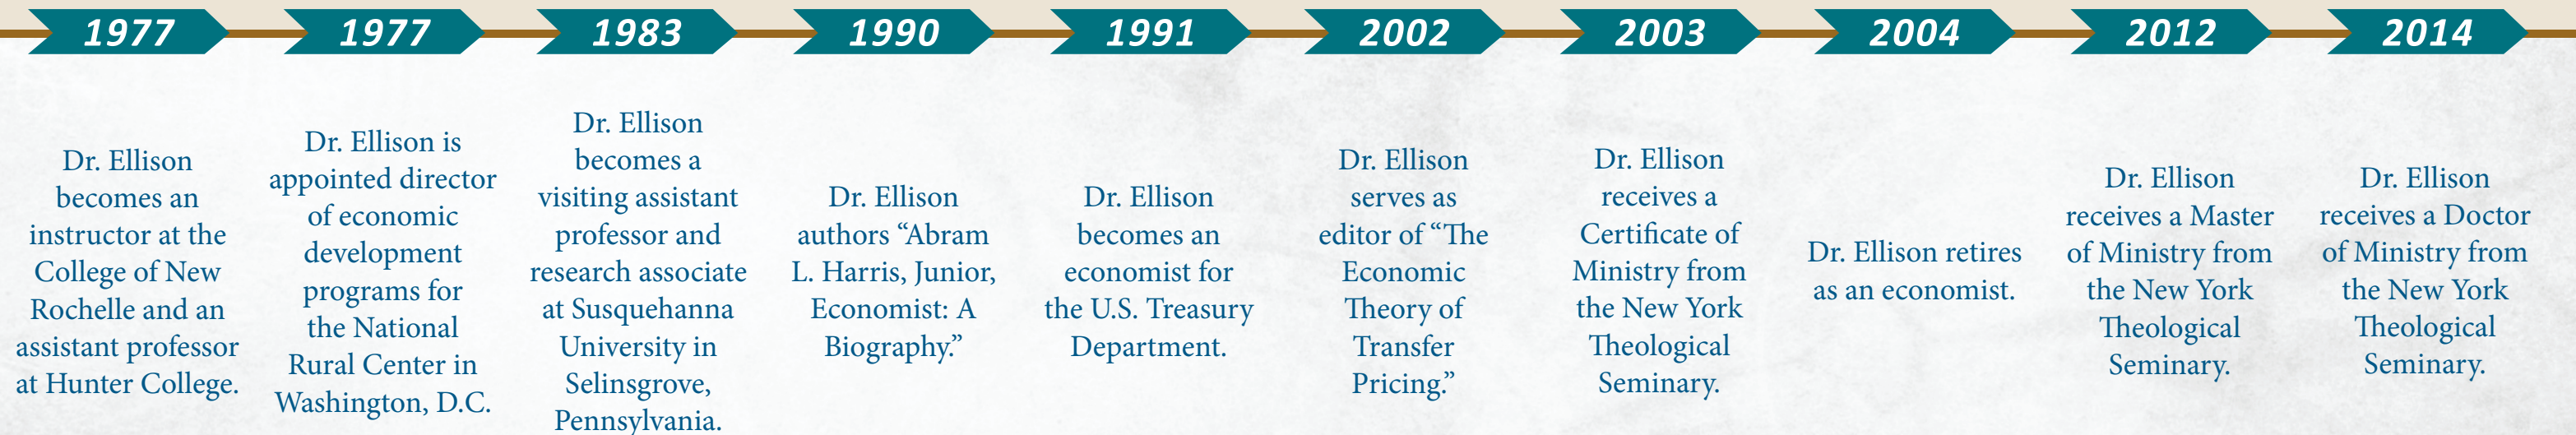 1977
Dr. Ellison
becomes an
instructor at the
College of New
Rochelle and an
assistant professor
at Hunter College.
1977
Dr. Ellison is
appointed director
of economic
development
programs for
the National
Rural Center in
Washington, D.C.
1983
Dr. Ellison
becomes a
visiting assistant
professor and
research associate
at Susquehanna
University in
Selinsgrove,
Pennsylvania.
1990
Dr. Ellison
authors “Abram
L. Harris, Junior,
Economist: A
Biography.”
1991
Dr. Ellison
becomes an
economist for
the U.S. Treasury
Department.
2002
Dr. Ellison
serves as
editor of “The
Economic
Theory of
Transfer
Pricing.”
2003
Dr. Ellison
receives a
Certificate of
Ministry from
the New York
Theological
Seminary.
2004
Dr. Ellison retires
as an economist.
2012
Dr. Ellison
receives a Master
of Ministry from
the New York
Theological
Seminary.
2014
Dr. Ellison
receives a Doctor
of Ministry from
the New York
Theological
Seminary.